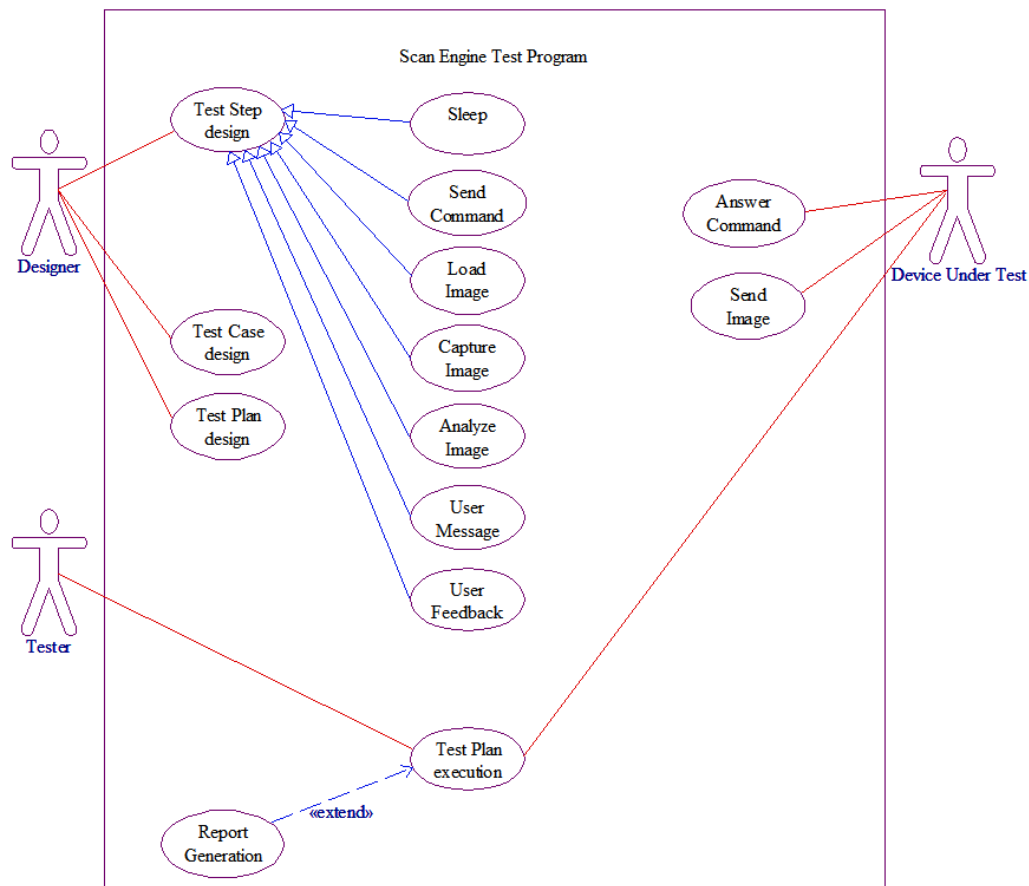 Scan Engine Test Program
Test Step
design
Sleep
Send
Command
Answer
Command
Designer
Load
Image
Device Under Test
Send
Image
Test Case
design
Capture
Image
Test Plan
design
Analyze
Image
User
Message
User
Feedback
Tester
Test Plan
execution
«extend»
Report
Generation